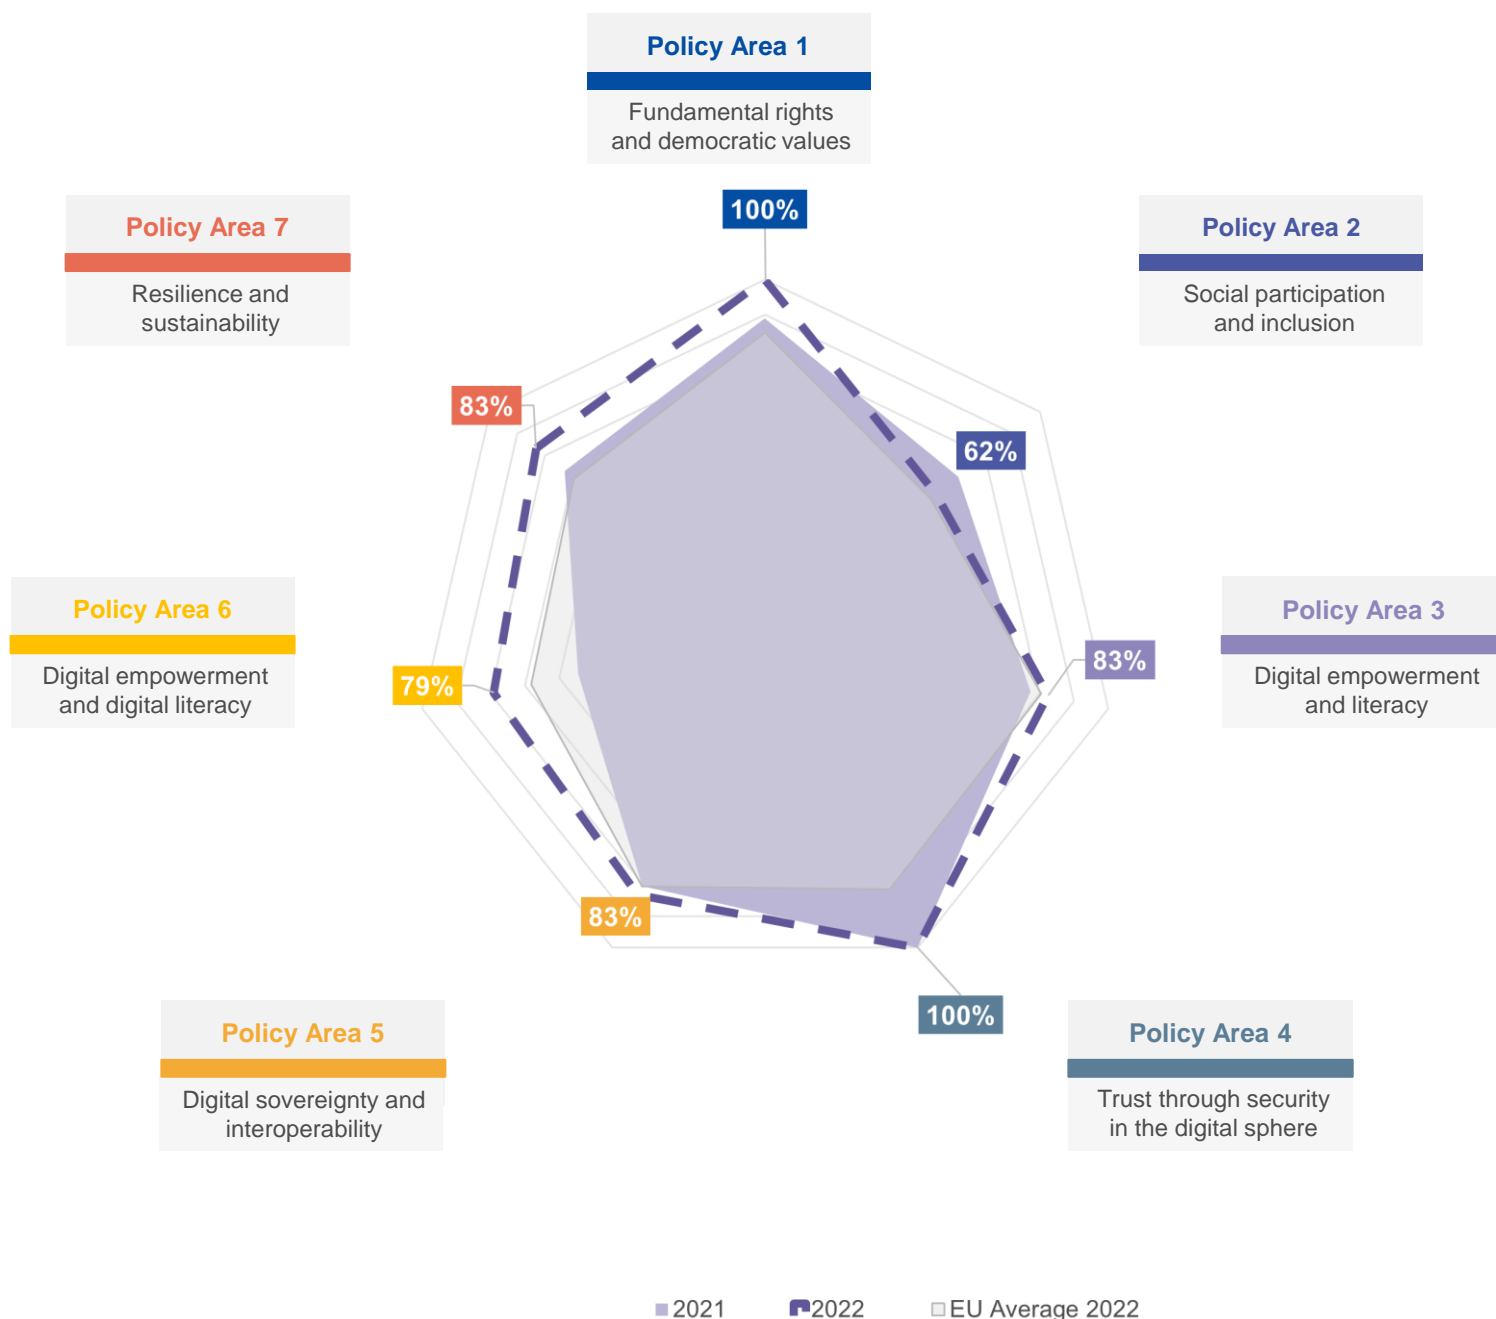 Policy Area 1
Fundamental rights
and democratic values
100%
Policy Area 7
Resilience and
sustainability
Policy Area 2
Social participation
and inclusion
83%
62%
Policy Area 6
Digital empowerment
and digital literacy
79%
Policy Area 3
Digital empowerment
and literacy
83%
83%
100%
Policy Area 5
Digital sovereignty and
interoperability
Policy Area 4
Trust through security
in the digital sphere
2021
2022
EU Average 2022